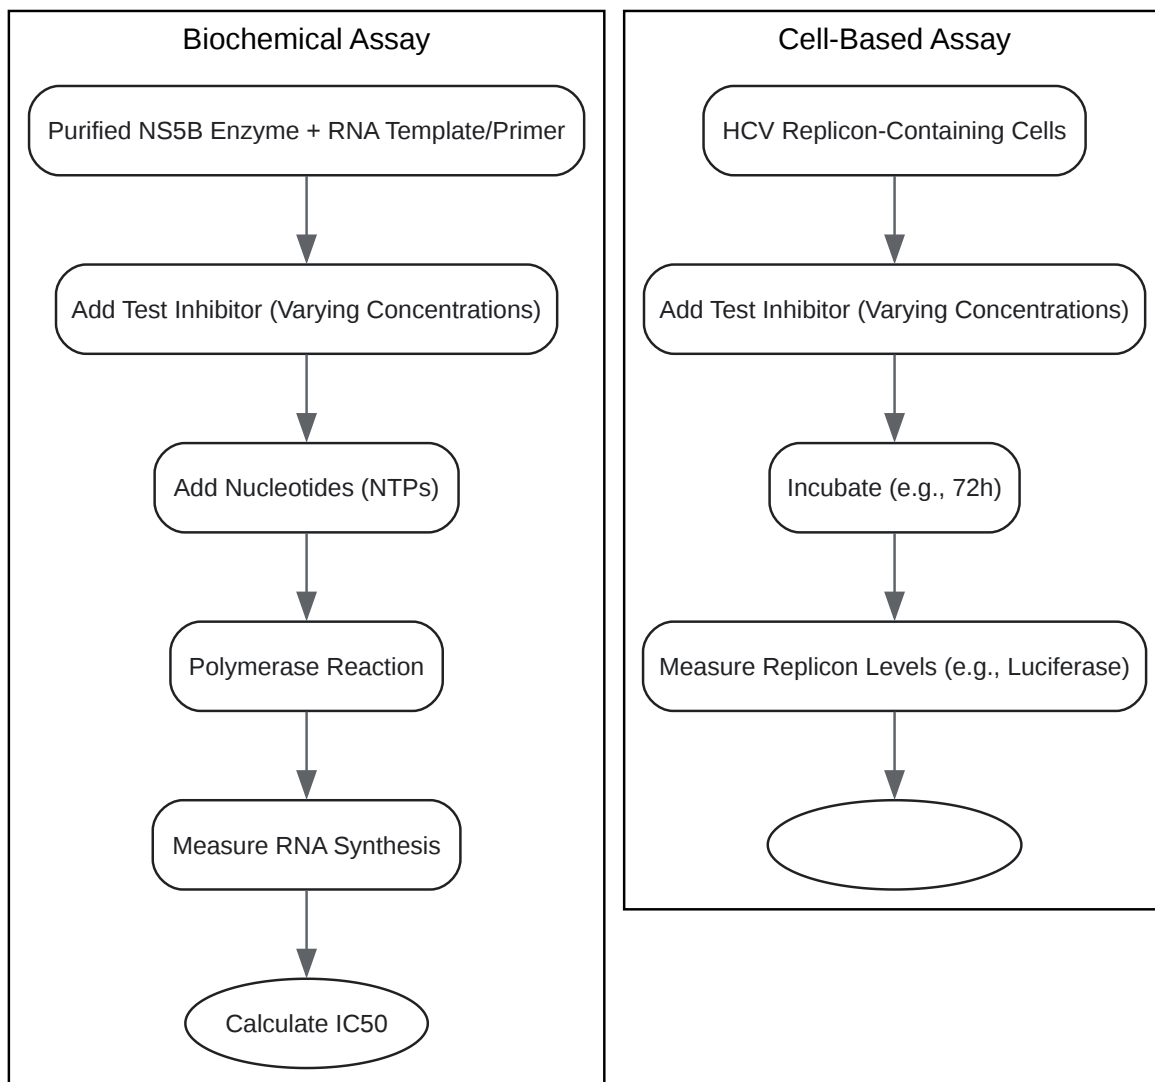 Biochemical Assay
Purified NS5B Enzyme + RNA Template/Primer
Add Test Inhibitor (Varying Concentrations)
Add Nucleotides (NTPs)
Polymerase Reaction
Measure RNA Synthesis
Calculate IC50
Cell-Based Assay
HCV Replicon-Containing Cells
Add Test Inhibitor (Varying Concentrations)
Incubate (e.g., 72h)
Measure Replicon Levels (e.g., Luciferase)